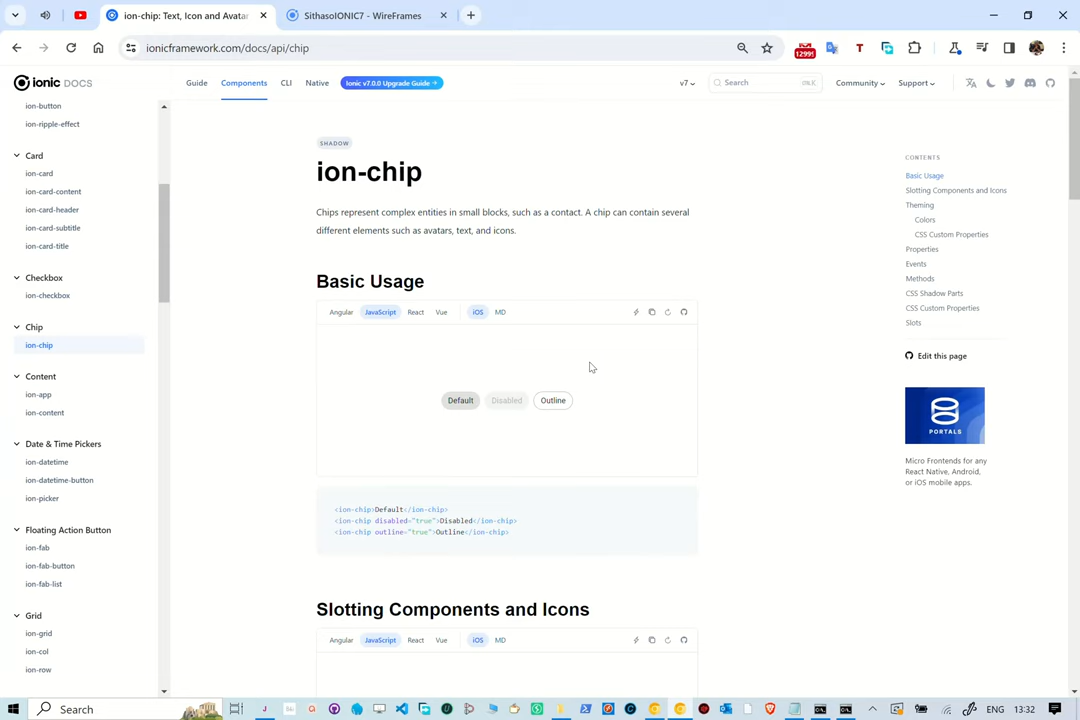 ion-chip: Text, Icon and Avatar
SithasoIONIC7 - WireFrames
ionicframework.com/docs/api/chip
1299!
T
ionic DOCS
Guide
Components
CLI
Native
Ionic v7.0.0 Upgrade Guide →
v7
Search
Community
Support
ion-button
ion-ripple-effect
Card
ion-card
ion-card-content
ion-card-header
ion-card-subtitle
ion-card-title
Checkbox
ion-checkbox
Chip
ion-chip
Content
ion-app
ion-content
Date & Time Pickers
ion-datetime
ion-datetime-button
ion-picker
Floating Action Button
ion-fab
ion-fab-button
ion-fab-list
Grid
ion-grid
ion-col
ion-row
SHADOW
ion-chip
Chips represent complex entities in small blocks, such as a contact. A chip can contain several
different elements such as avatars, text, and icons.
Basic Usage
Angular JavaScript React Vue iOS MD
Default Disabled Outline
<ion-chip>Default</ion-chip>
<ion-chip disabled="true">Disabled</ion-chip>
<ion-chip outline="true">Outline</ion-chip>
Slotting Components and Icons
Angular JavaScript React Vue iOS MD
CONTENTS
Basic Usage
Slotting Components and Icons
Theming
Colors
CSS Custom Properties
Properties
Events
Methods
CSS Shadow Parts
CSS Custom Properties
Slots
Edit this page
PORTALS
Micro Frontends for any
React Native, Android,
or iOS mobile apps.
Search
ENG
13:32